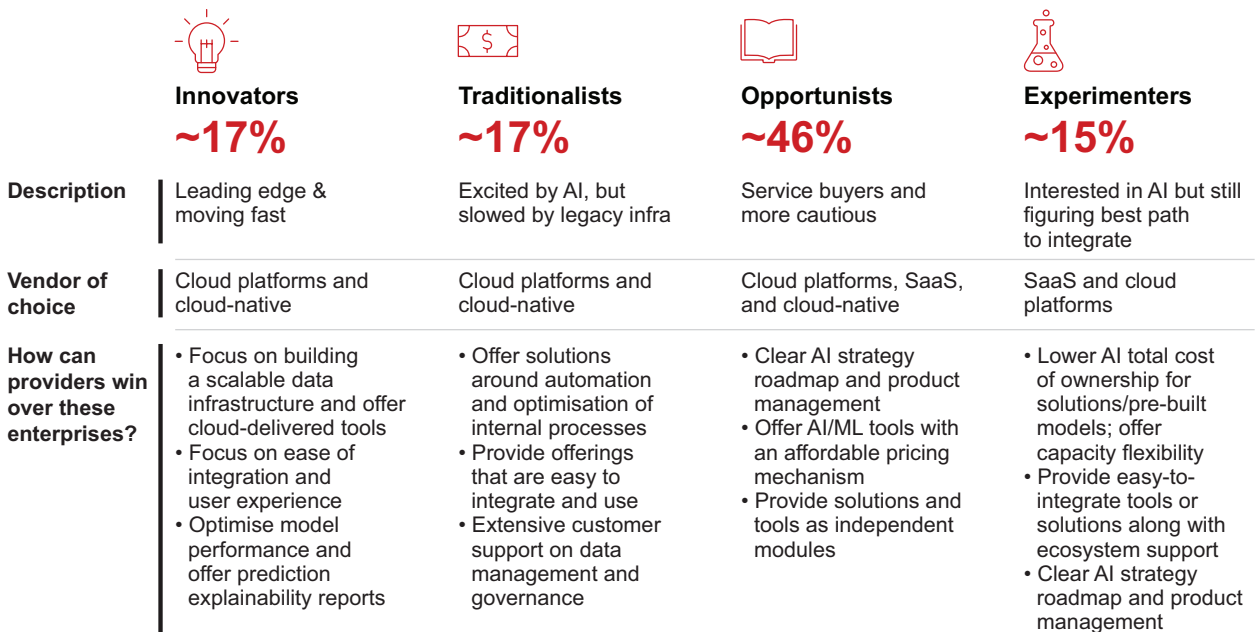 $
Innovators
~17%
Traditionalists
~17%
Opportunists
~46%
Experimenters
~15%
Description
Leading edge &
moving fast
Excited by AI, but
slowed by legacy infra
Service buyers and
more cautious
Interested in AI but still
figuring best path
to integrate
Vendor of
choice
Cloud platforms and
cloud-native
Cloud platforms and
cloud-native
Cloud platforms, SaaS,
and cloud-native
SaaS and cloud
platforms
How can
providers win
over these
enterprises?
• Focus on building
a scalable data
infrastructure and offer
cloud-delivered tools
• Focus on ease of
integration and
user experience
• Optimise model
performance and
offer prediction
explainability reports
• Offer solutions
around automation
and optimisation of
internal processes
• Provide offerings
that are easy to
integrate and use
• Extensive customer
support on data
management and
governance
• Clear AI strategy
roadmap and product
management
• Offer AI/ML tools with
an affordable pricing
mechanism
• Provide solutions and
tools as independent
modules
• Lower AI total cost
of ownership for
solutions/pre-built
models; offer
capacity flexibility
• Provide easy-to-
integrate tools or
solutions along with
ecosystem support
• Clear AI strategy
roadmap and product
management